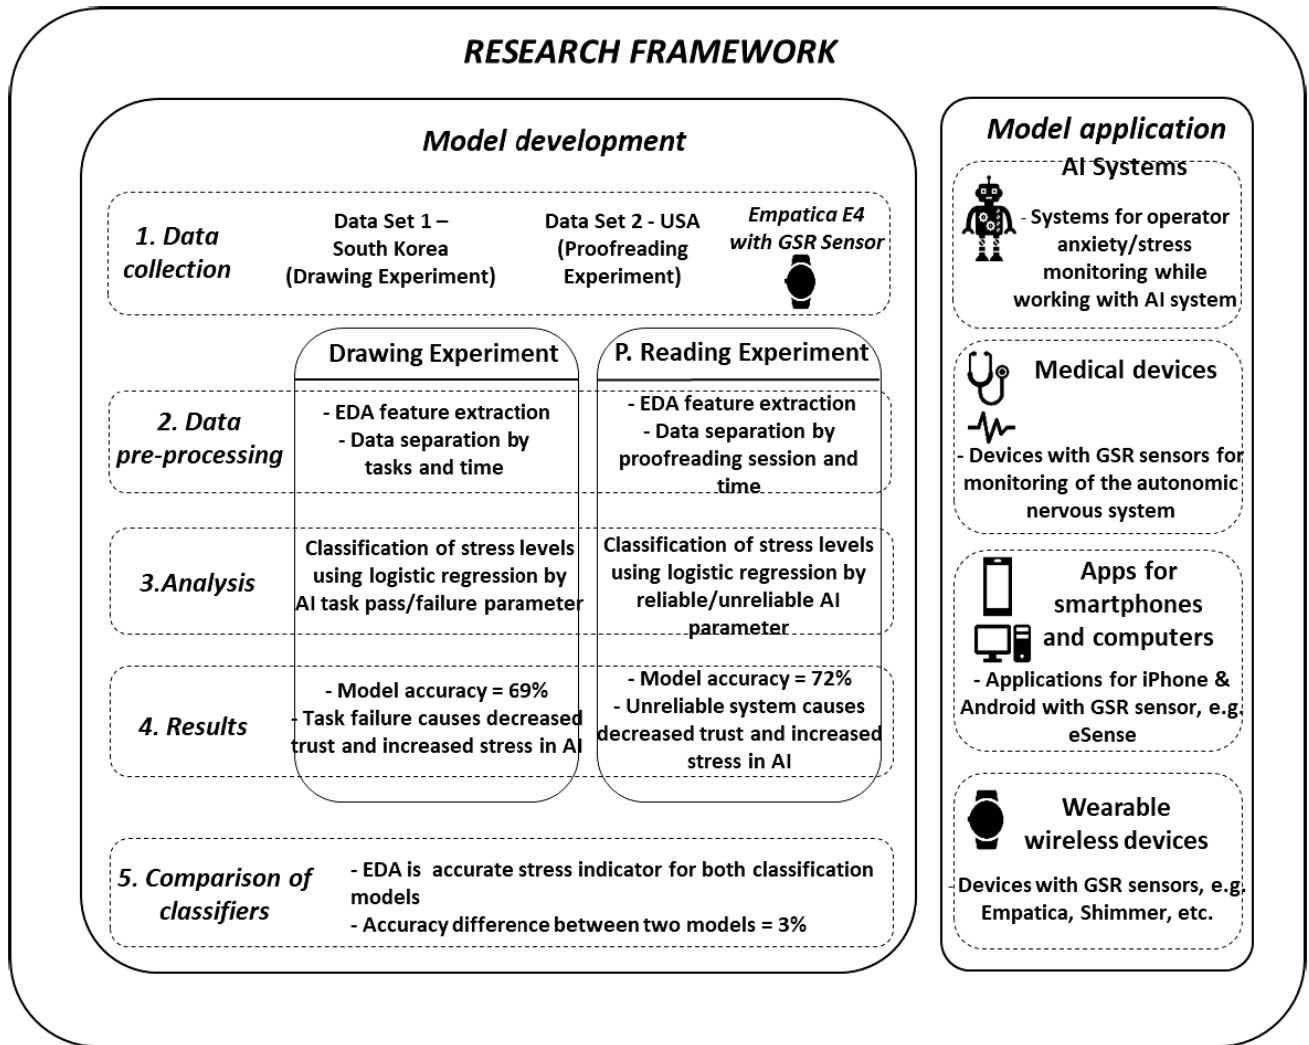 RESEARCH FRAMEWORK
Model development
1. Data
collection
Data Set 1 –
South Korea
(Drawing Experiment)
Data Set 2 - USA
(Proofreading
Experiment)
Empatica E4
with GSR Sensor
Drawing Experiment
P. Reading Experiment
2. Data
pre-processing
- EDA feature extraction
- Data separation by
tasks and time
- EDA feature extraction
- Data separation by
proofreading session and
time
3.Analysis
Classification of stress levels
using logistic regression by
AI task pass/failure parameter
Classification of stress levels
using logistic regression by
reliable/unreliable AI
parameter
4. Results
- Model accuracy = 69%
- Task failure causes decreased
trust and increased stress in AI
- Model accuracy = 72%
- Unreliable system causes
decreased trust and increased
stress in AI
5. Comparison of
classifiers
- EDA is accurate stress indicator for both classification
models
- Accuracy difference between two models = 3%
Model application
AI Systems
- Systems for operator
anxiety/stress
monitoring while
working with AI system
Medical devices
- Devices with GSR sensors for
monitoring of the autonomic
nervous system
Apps for
smartphones
and computers
- Applications for iPhone &
Android with GSR sensor, e.g.
eSense
Wearable
wireless devices
- Devices with GSR sensors, e.g.
Empatica, Shimmer, etc.